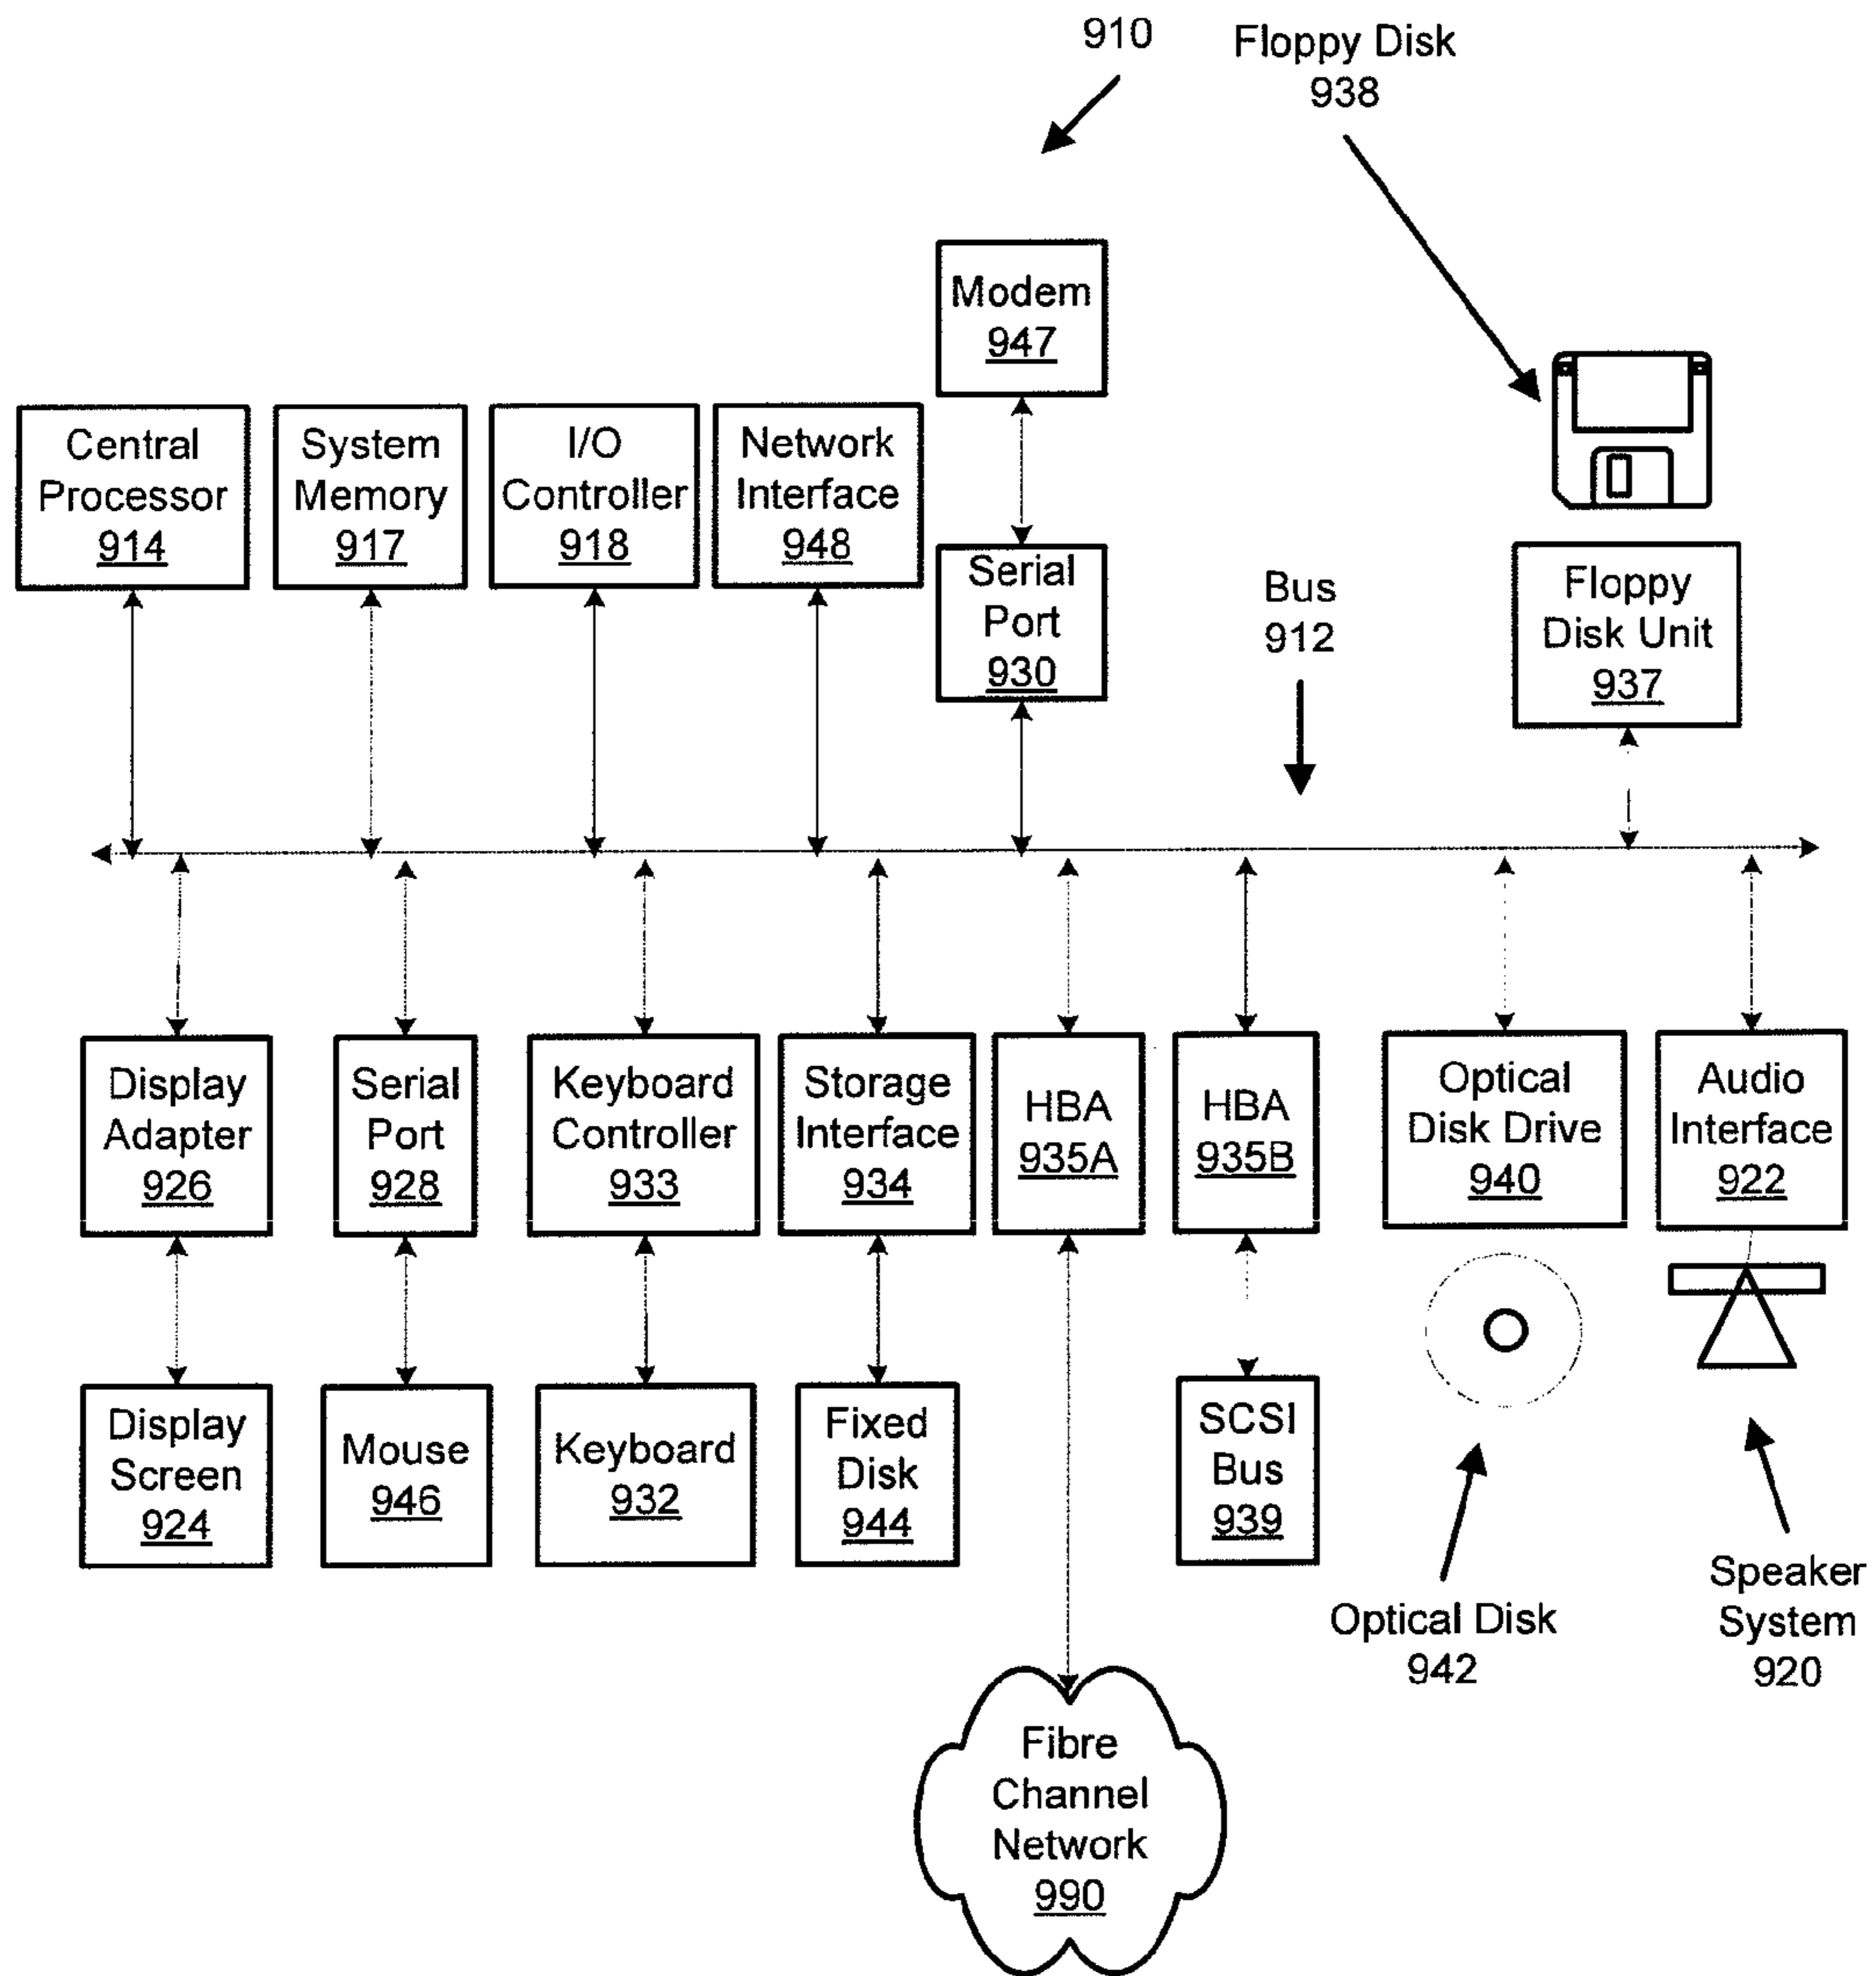 910
Floppy Disk
938
Modem
947
Central
Processor
914
System
Memory
917
I/O
Controller
918
Network
Interface
948
Serial
Port
930
Bus
912
Floppy
Disk Unit
937
Display
Adapter
926
Serial
Port
928
Keyboard
Controller
933
Storage
Interface
934
HBA
935A
HBA
935B
Optical
Disk Drive
940
Audio
Interface
922
Display
Screen
924
Mouse
946
Keyboard
932
Fixed
Disk
944
SCSI
Bus
939
Optical Disk
942
Speaker
System
920
Fibre
Channel
Network
990